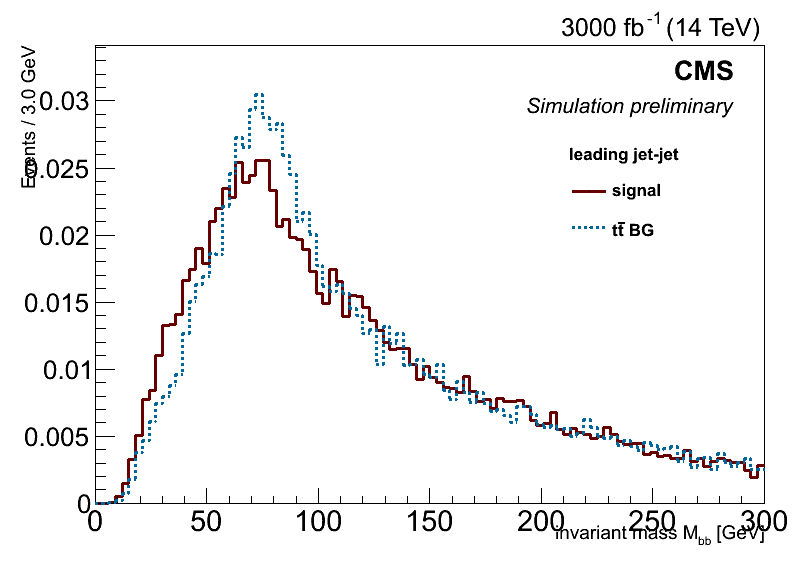 3000 fb-1 (14 TeV)
Events / 3.0 GeV
CMS
Simulation preliminary
leading jet-jet
signal
tt̄ BG
0.03
0.025
0.02
0.015
0.01
0.005
0
0 50 100 150 200 250 300
invariant mass Mbb [GeV]